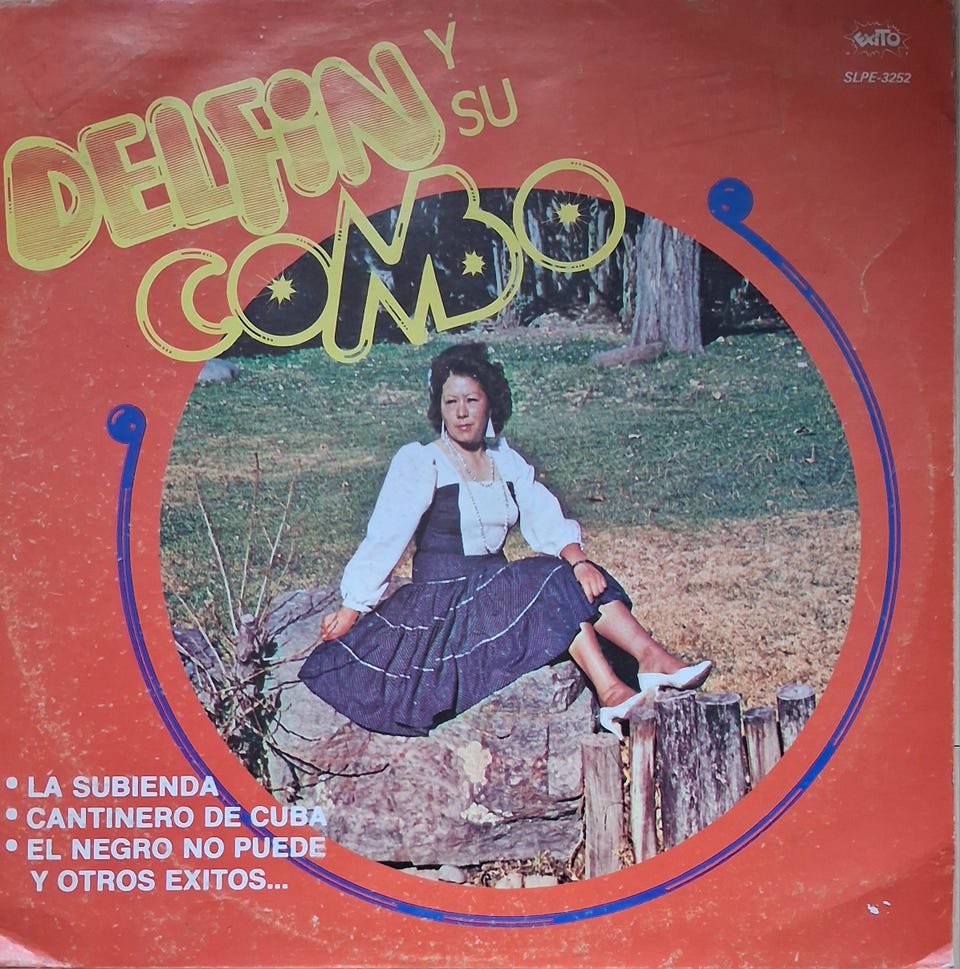 DELFIN Y SU
COMBO
EXITO
SLPE-3252
• LA SUBIENDA
• CANTINERO DE CUBA
• EL NEGRO NO PUEDE
Y OTROS EXITOS...